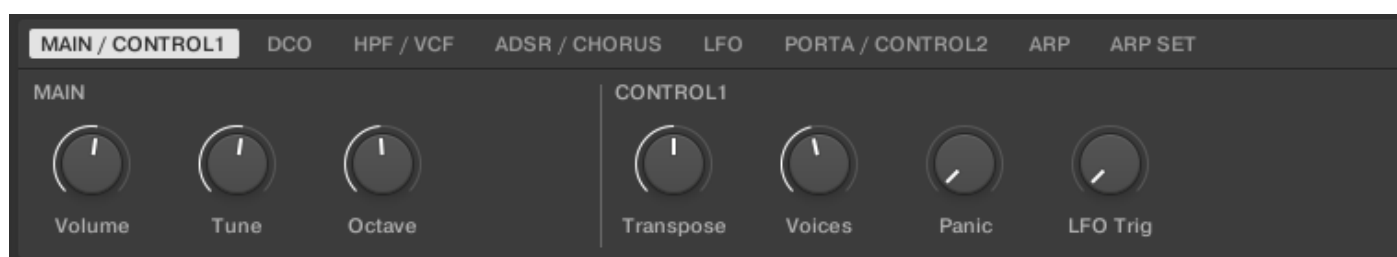 MAIN / CONTROL1 DCO HPF / VCF ADSR / CHORUS LFO PORTA / CONTROL2 ARP ARP SET
MAIN CONTROL1
Volume Tune Octave Transpose Voices Panic LFO Trig